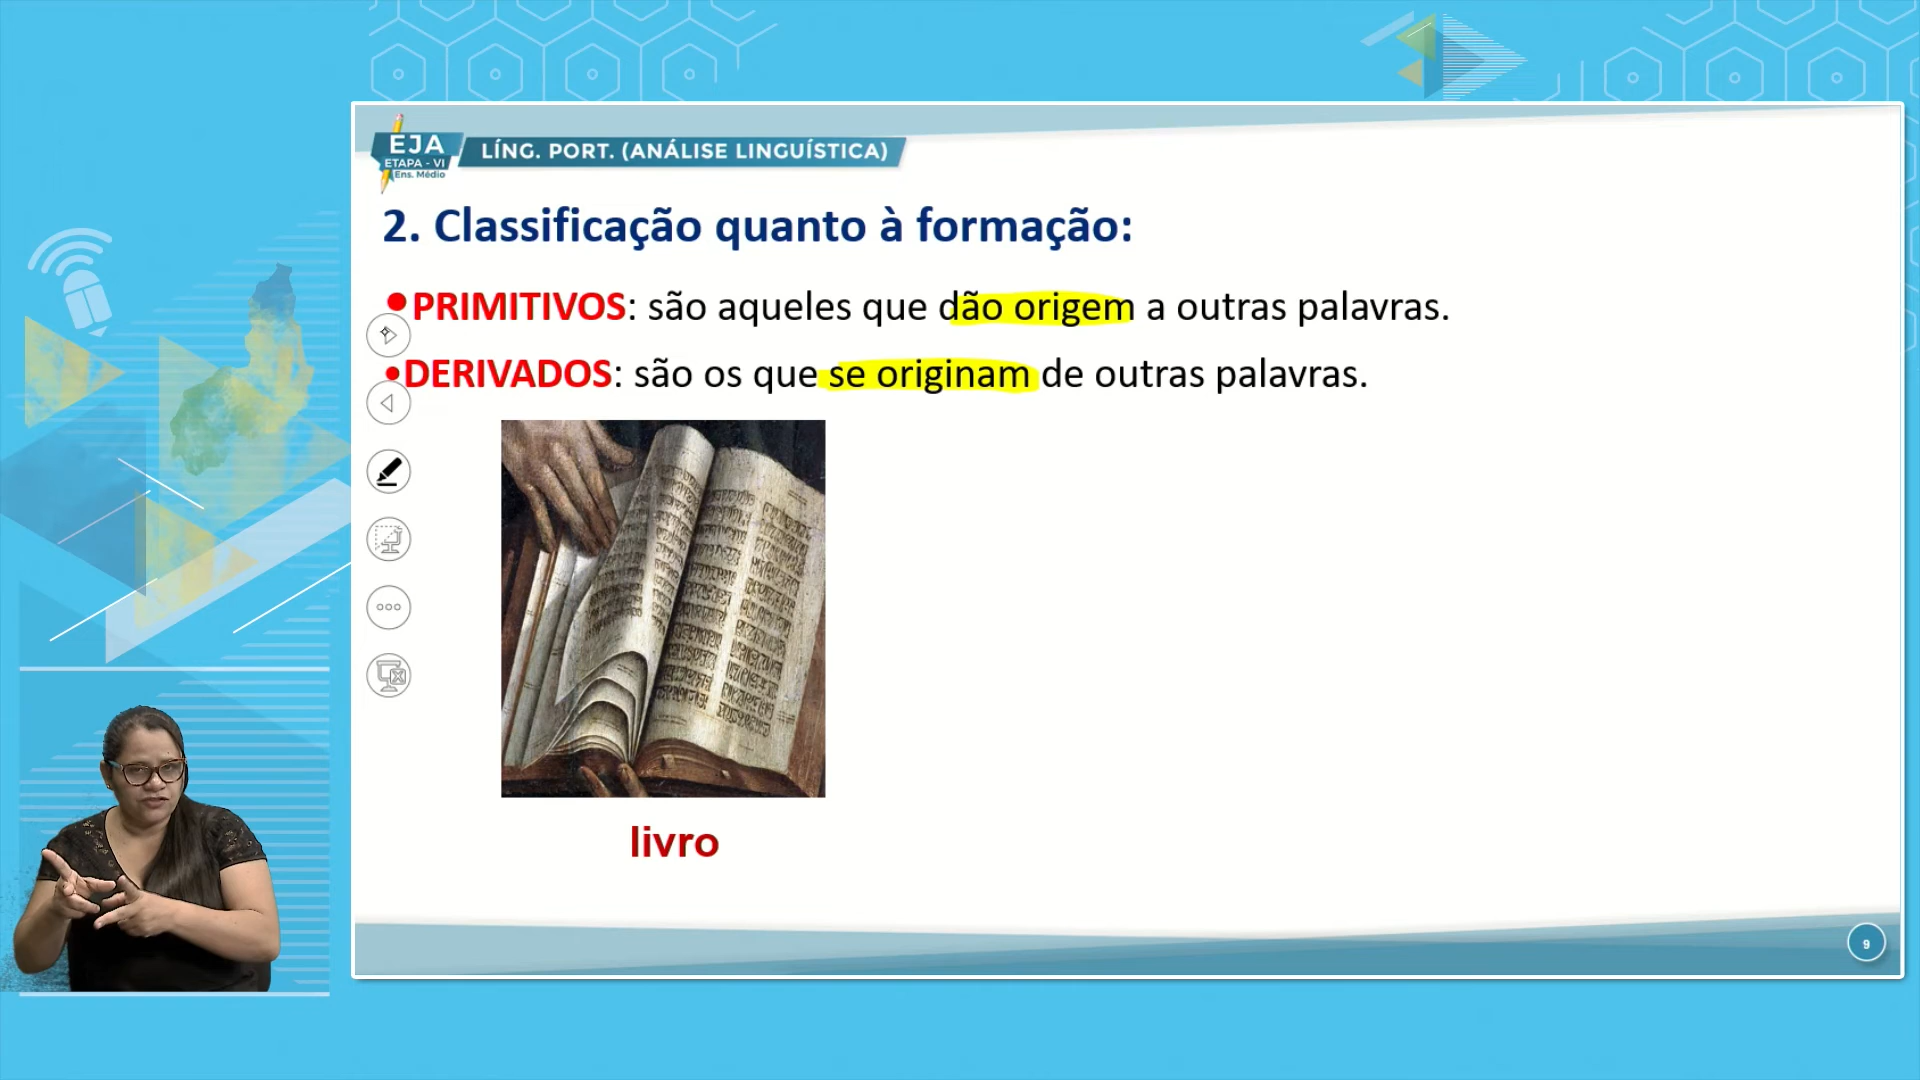 EJA
ETAPA - VI
Ens. Médio
LÍNG. PORT. (ANÁLISE LINGUÍSTICA)
2. Classificação quanto à formação:
•PRIMITIVOS: são aqueles que dão origem a outras palavras.
•DERIVADOS: são os que se originam de outras palavras.
livro
9